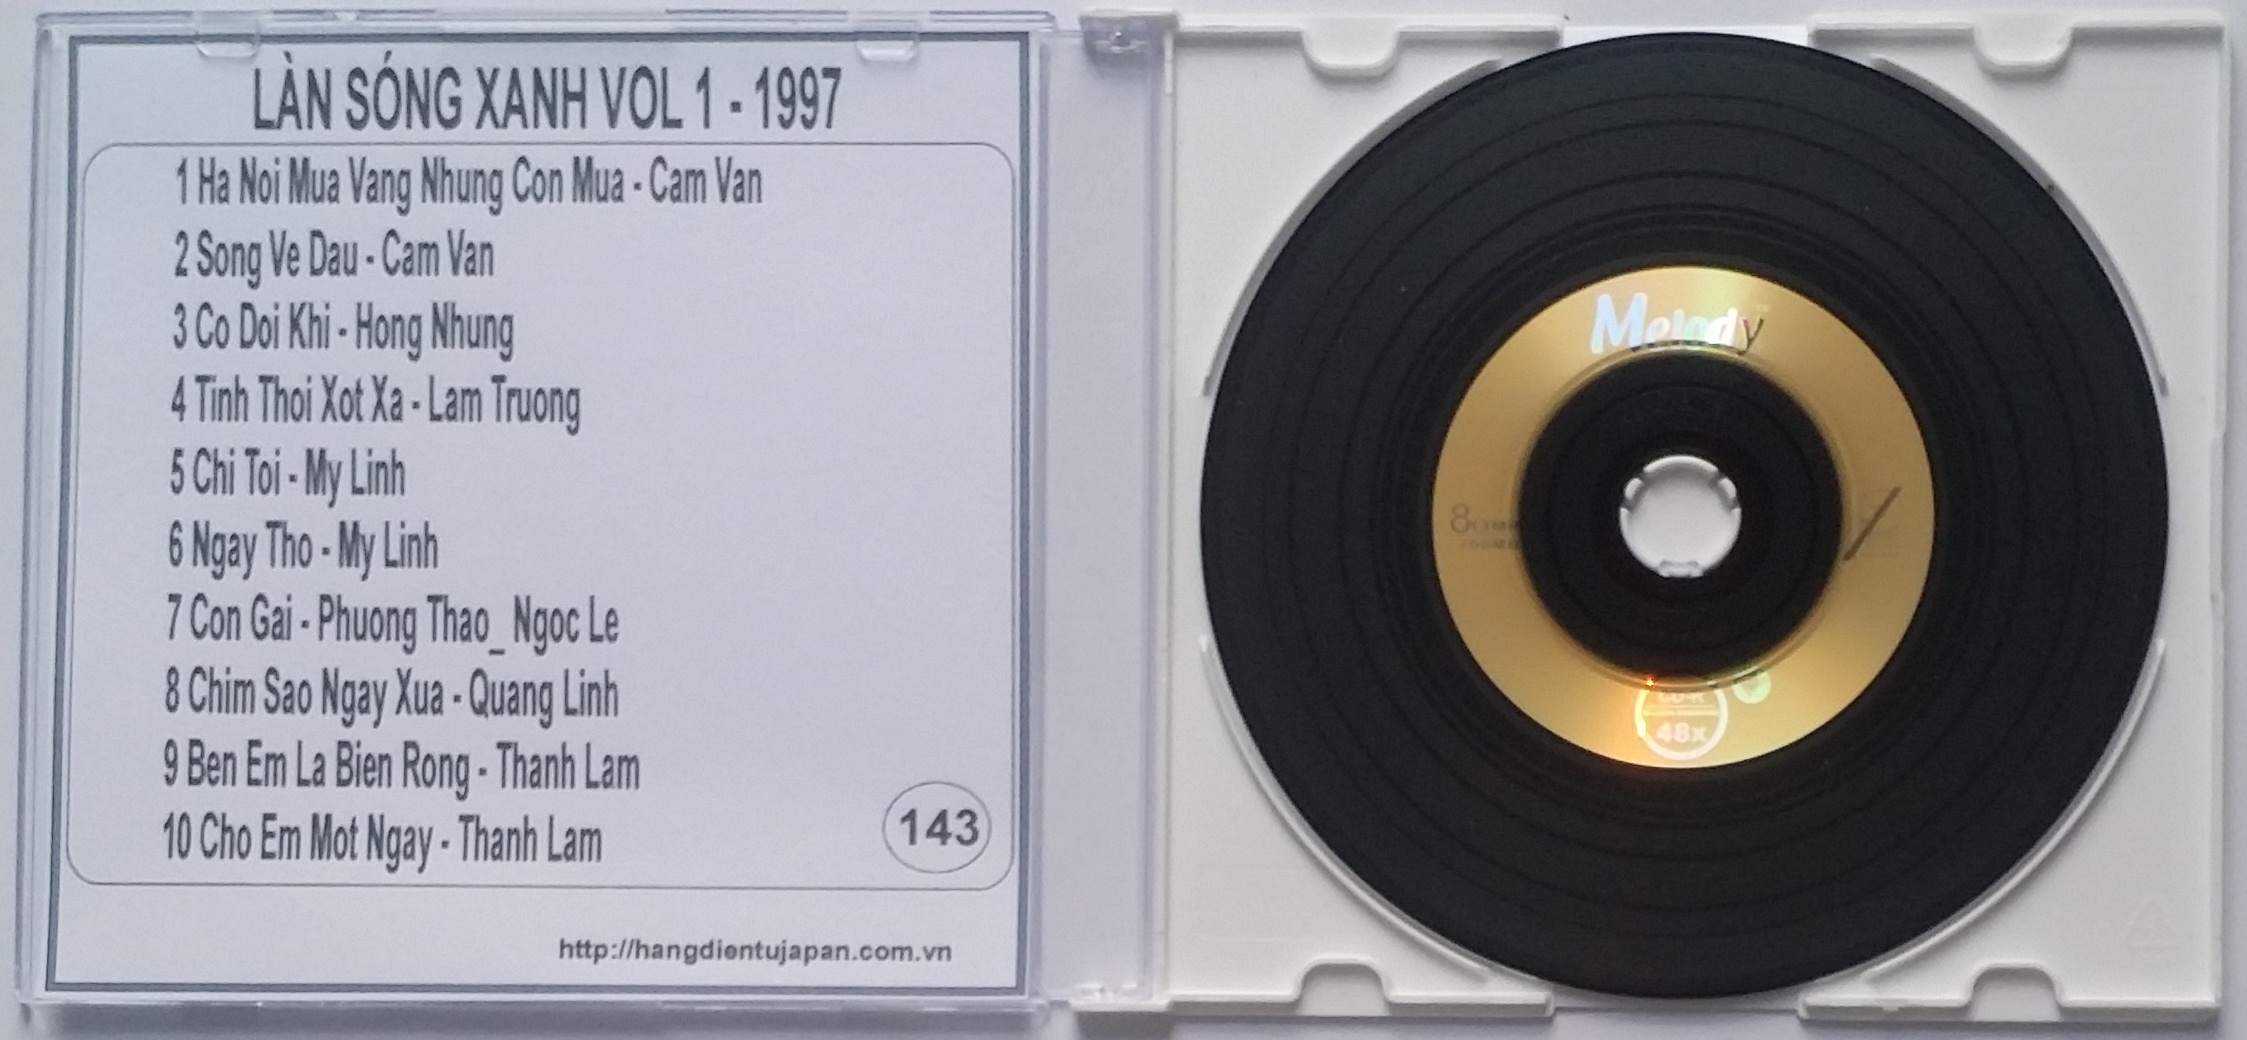 LÀN SÓNG XANH VOL 1 - 1997
1 Ha Noi Mua Vang Nhung Con Mua - Cam Van
2 Song Ve Dau - Cam Van
3 Co Doi Khi - Hong Nhung
4 Tinh Thoi Xot Xa - Lam Truong
5 Chi Toi - My Linh
6 Ngay Tho - My Linh
7 Con Gai - Phuong Thao_ Ngoc Le
8 Chim Sao Ngay Xua - Quang Linh
9 Ben Em La Bien Rong - Thanh Lam
10 Cho Em Mot Ngay - Thanh Lam
143
http://hangdientujapan.com.vn
Melody
48x